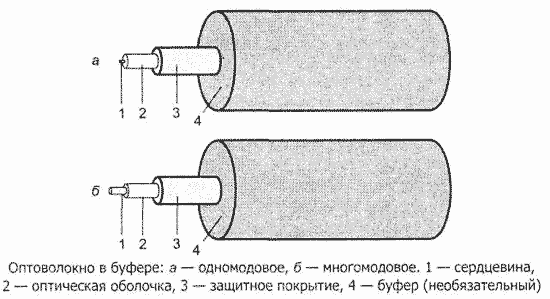 а
1 2 3 4
б
1 2 3 4
Оптоволокно в буфере: а — одномодовое, б — многомодовое. 1 — сердцевина,
2 — оптическая оболочка, 3 — защитное покрытие, 4 — буфер (необязательный)